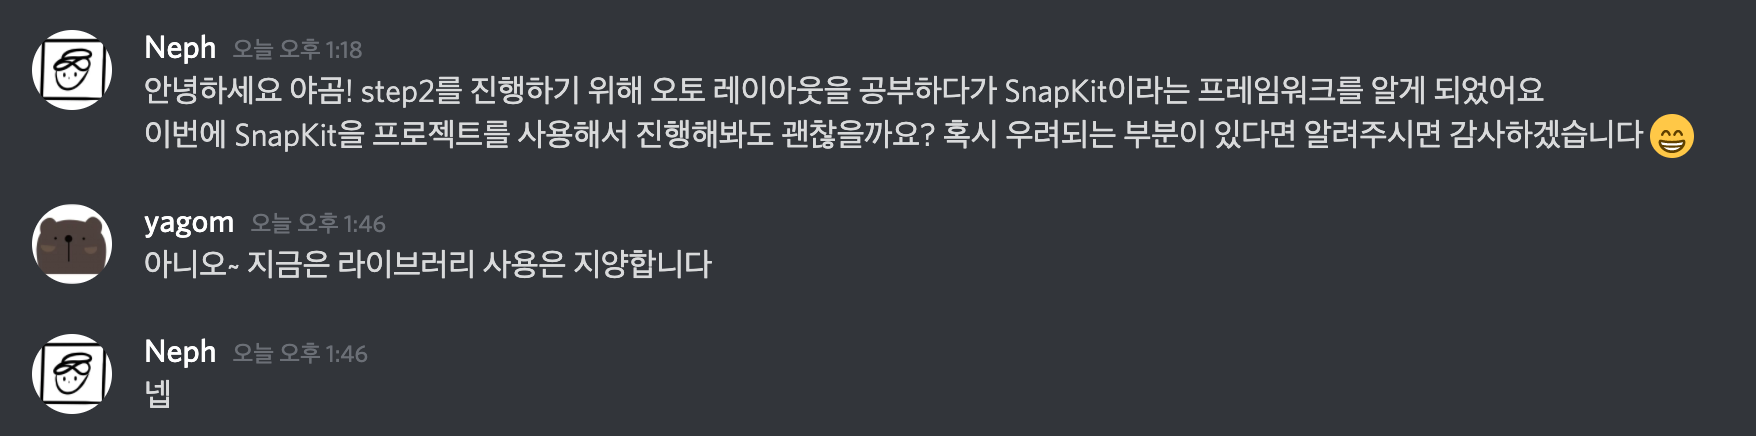 Neph 오늘 오후 1:18
안녕하세요 야곰! step2를 진행하기 위해 오토 레이아웃을 공부하다가 SnapKit이라는 프레임워크를 알게 되었어요
이번에 SnapKit을 프로젝트를 사용해서 진행해봐도 괜찮을까요? 혹시 우려되는 부분이 있다면 알려주시면 감사하겠습니다😄
yagom 오늘 오후 1:46
아니오~ 지금은 라이브러리 사용은 지양합니다
Neph 오늘 오후 1:46
넵